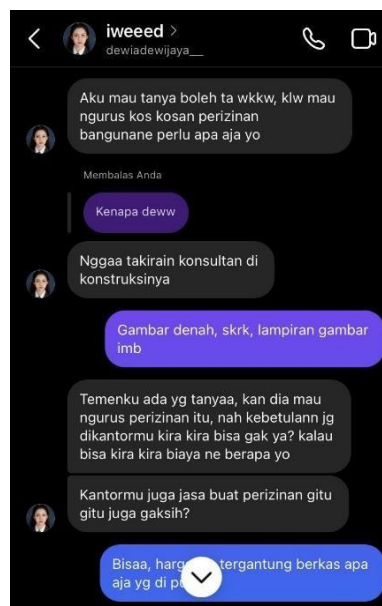 iweeed >
dewiadewijaya__
Aku mau tanya boleh ta wkkw, klw mau
ngurus kos kosan perizinan
bangunane perlu apa aja yo
Membalas Anda
Kenapa deww
Nggaa takirain konsultan di
konstruksinya
Gambar denah, skrk, lampiran gambar
imb
Temenku ada yg tanyaa, kan dia mau
ngurus perizinan itu, nah kebetulann jg
dikantormu kira kira bisa gak ya? kalau
bisa kira kira biaya ne berapa yo
Kantormu juga jasa buat perizinan gitu
gitu juga gaksih?
Bisaa, tergantung berkas apa
aja yg di